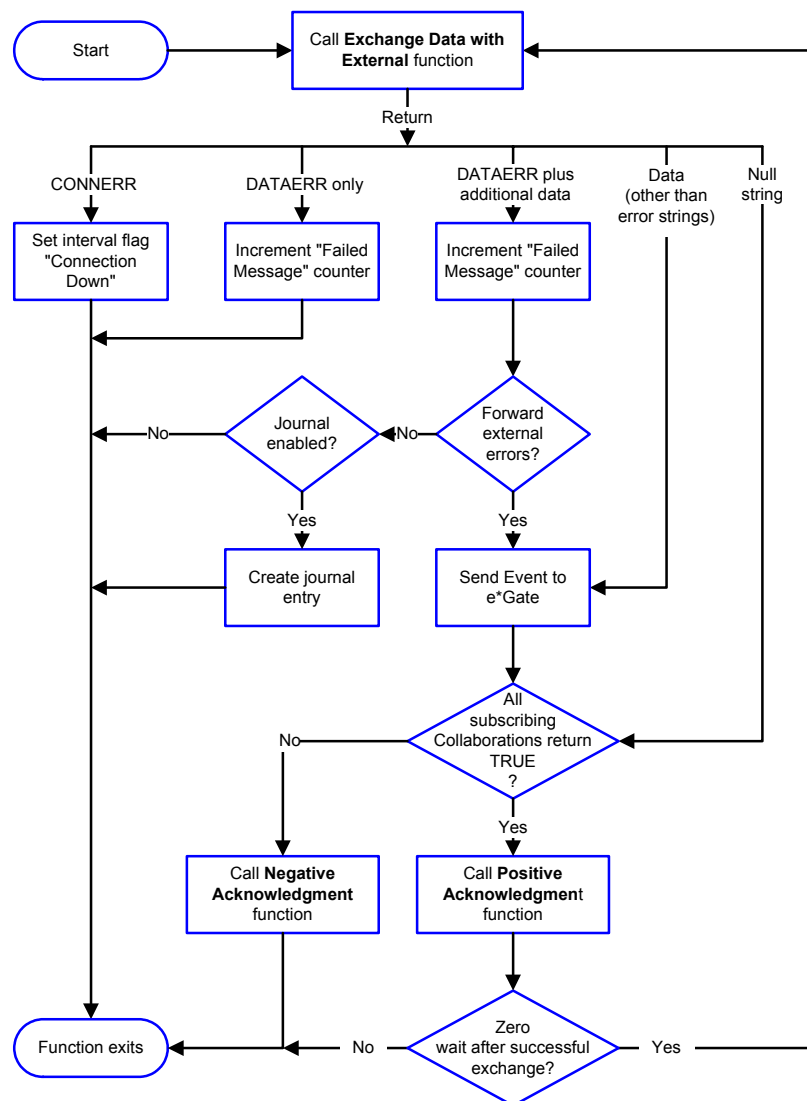 Start
Call Exchange Data with
External function
Return
CONNERR
DATAERR only
DATAERR plus
additional data
Data
(other than
error strings)
Null
string
Set interval flag
"Connection
Down"
Increment "Failed
Message" counter
Increment "Failed
Message" counter
No
Journal
enabled?
No
Forward
external
errors?
Yes
Yes
Create journal
entry
Send Event to
e*Gate
No
All
subscribing
Collaborations return
TRUE
?
Yes
Call Negative
Acknowledgment
function
Call Positive
Acknowledgment
function
Function exits
No
Zero
wait after successful
exchange?
Yes